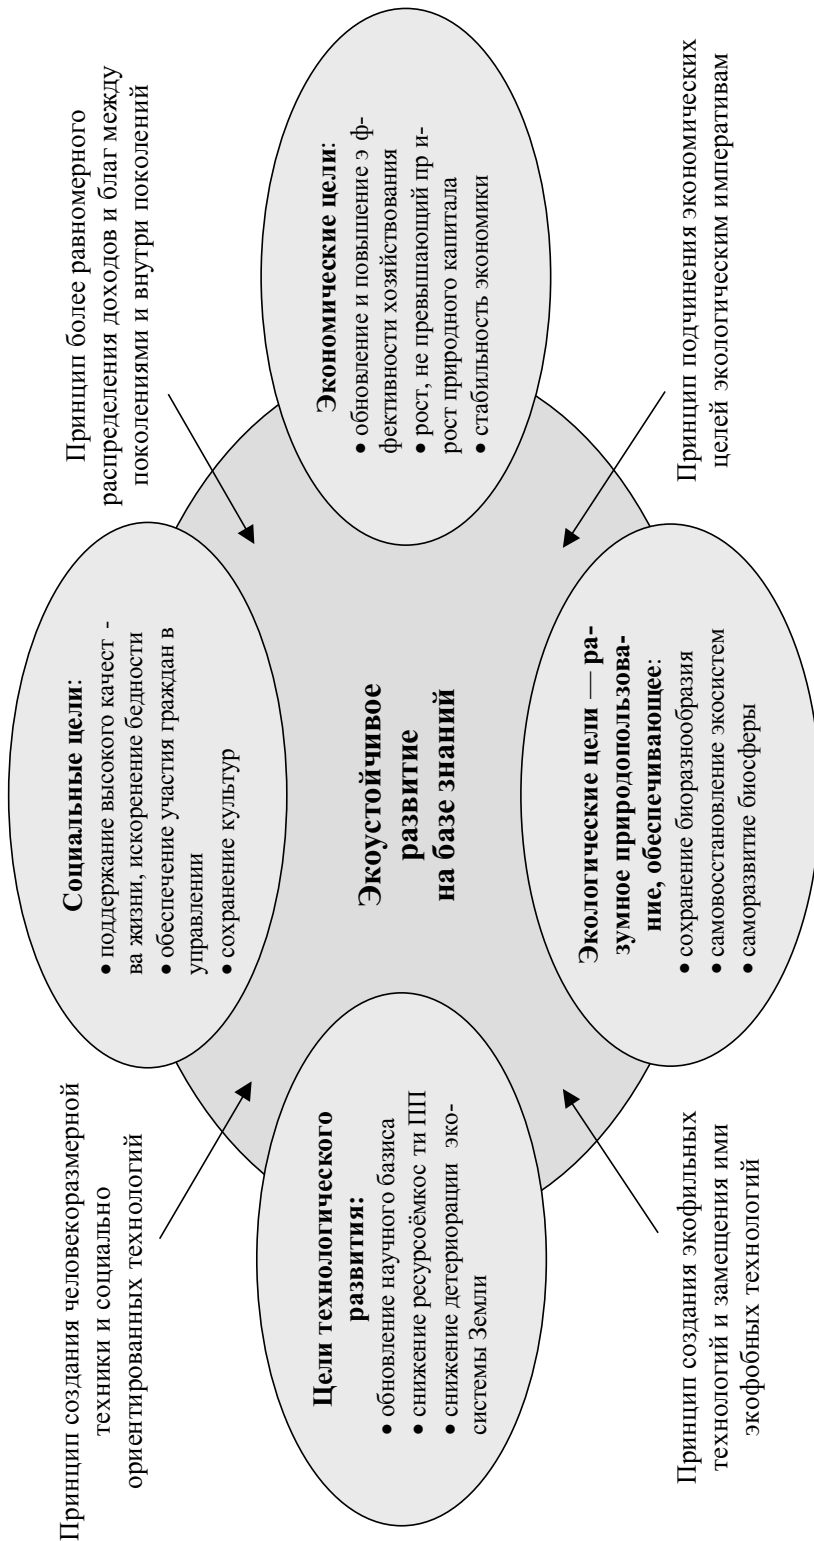 Принцип создания человекоразмерной
техники и социально
ориентированных технологий
Социальные цели:
• поддержание высокого качест -
ва жизни, искоренение бедности
• обеспечение участия граждан в
управлении
• сохранение культур
Принцип более равномерного
распределения доходов и благ между
поколениями и внутри поколений
Цели технологического
развития:
• обновление научного базиса
• снижение ресурсоёмкос ти ПП
• снижение детериорации эко-
системы Земли
Экоустойчивое
развитие
на базе знаний
Экономические цели:
• обновление и повышение э ф-
фективности хозяйствования
• рост, не превышающий пр и-
рост природного капитала
• стабильность экономики
Принцип создания экофильных
технологий и замещения ими
экофобных технологий
Экологические цели — ра-
зумное природопользова-
ние, обеспечивающее:
• сохранение биоразнообразия
• самовосстановление экосистем
• саморазвитие биосферы
Принцип подчинения экономических
целей экологическим императивам